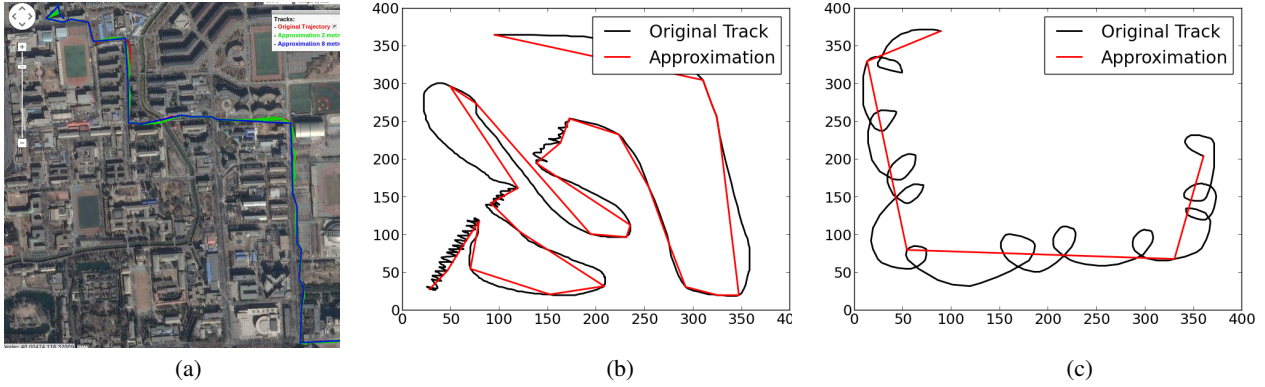 Tracks:
- Original Trajectory
- Approximation 2 metr
- Approximation 8 metr
400
350
300
250
200
150
100
50
0
0 50 100 150 200 250 300 350 400
Original Track
Approximation
400
350
300
250
200
150
100
50
0
0 50 100 150 200 250 300 350 400
Original Track
Approximation
(a) (b) (c)